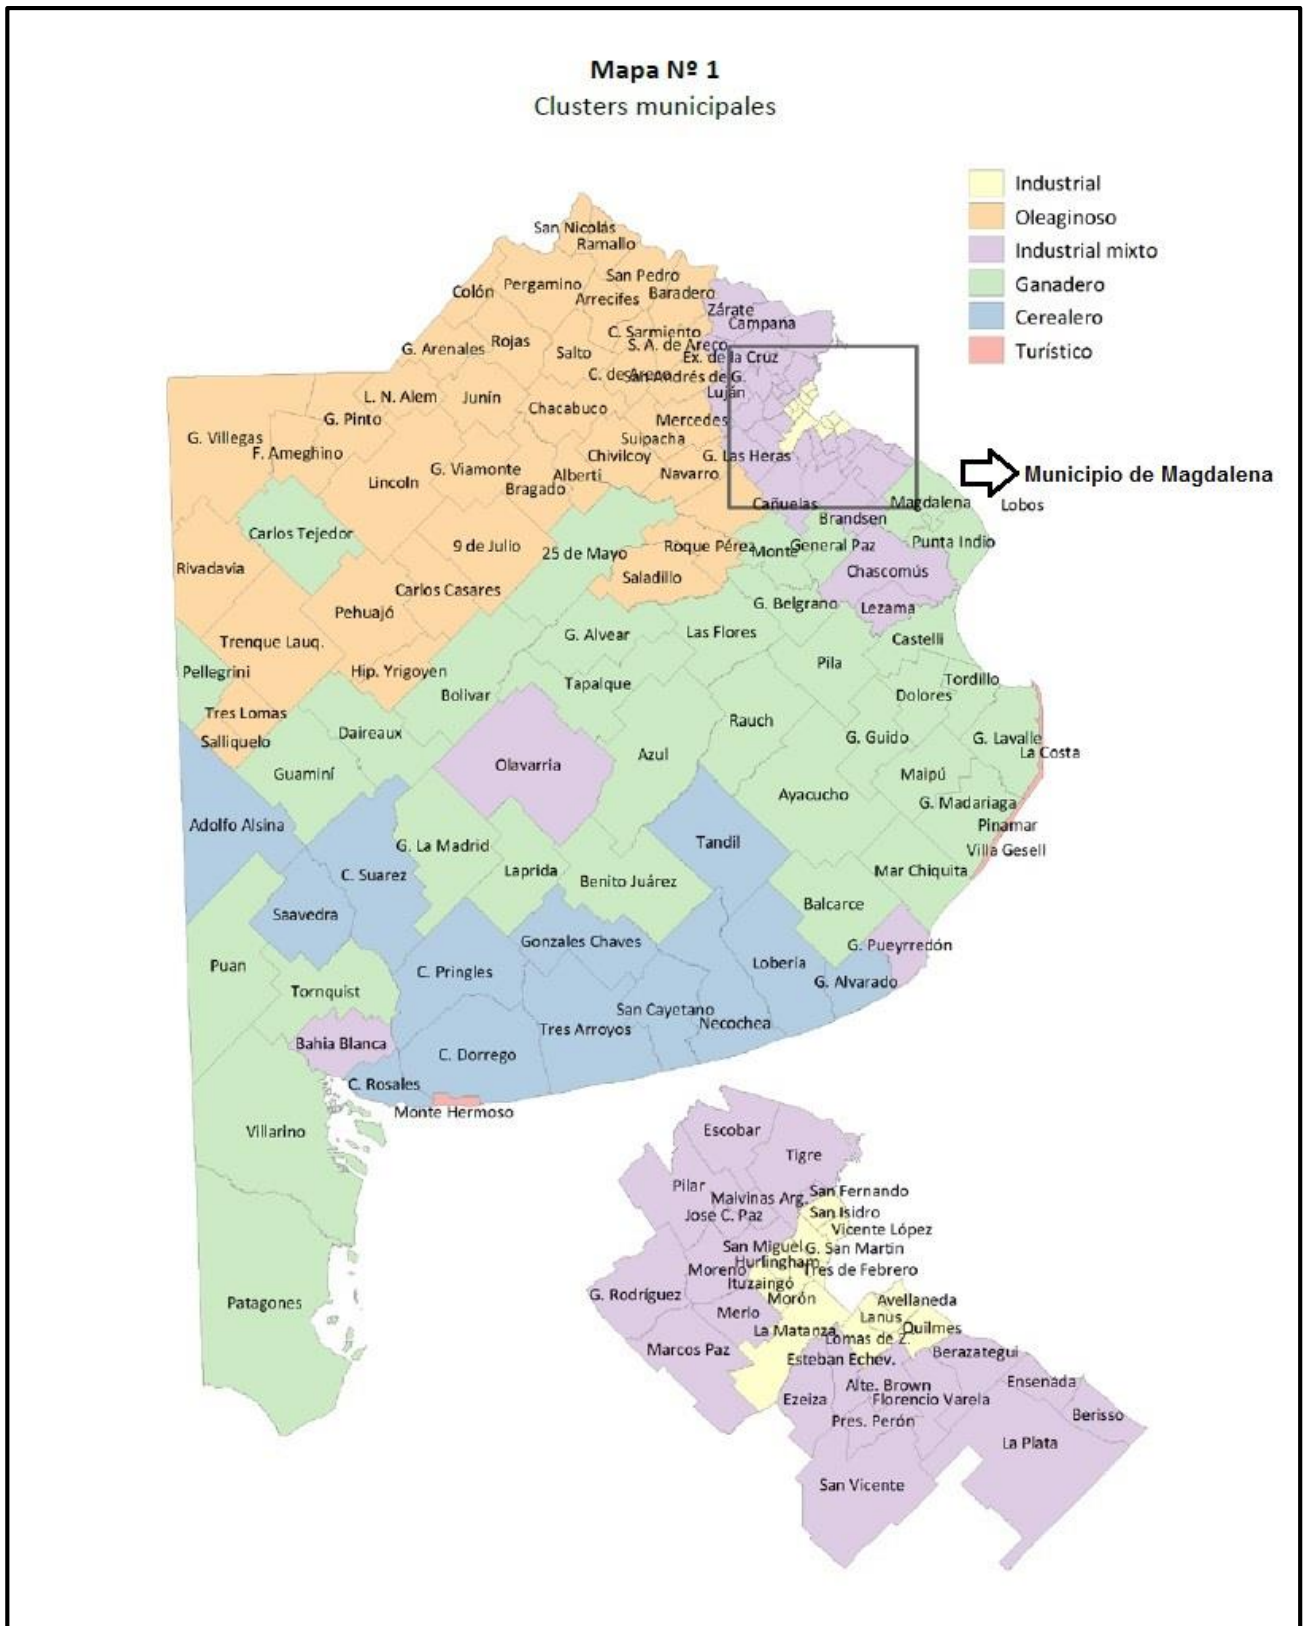 Mapa Nº 1
Clusters municipales
Industrial
Oleaginoso
Industrial mixto
Ganadero
Cerealero
Turístico
San Nicolás
Ramallo
San Pedro
Colón
Pergamino
Arrecifes
Baradero
Zárate
Campana
C. Sarmiento
G. Arenales
Rojas
Salto
S. A. de Areco
Ex. de la Cruz
C. de Areco
San Andrés de G.
Luján
L. N. Alem
Junín
Chacabuco
G. Pinto
Mercedes
G. Villegas
F. Ameghino
Suipacha
Chivilcoy
G. Las Heras
Lincoln
G. Viamonte
Alberti
Navarro
Bragado
Municipio de Magdalena
Cañuelas
Magdalena
Lobos
Brandsen
Carlos Tejedor
9 de Julio
25 de Mayo
Roque Pérez
Monte
General Paz
Punta Indio
Rivadavia
Saladillo
Chascomús
Carlos Casares
Pehuajó
G. Belgrano
Lezama
Trenque Lauq.
G. Alvear
Las Flores
Castelli
Pellegrini
Hip. Yrigoyen
Pila
Tordillo
Bolivar
Tapalque
Dolores
Tres Lomas
Daireaux
Rauch
Salliquelo
G. Guido
G. Lavalle
La Costa
Guaminí
Olavarria
Azul
Maipú
Ayacucho
G. Madariaga
Adolfo Alsina
Pinamar
G. La Madrid
Tandil
Villa Gesell
C. Suarez
Laprida
Benito Juárez
Mar Chiquita
Saavedra
Balcarce
Gonzales Chaves
G. Pueyrredón
Puan
C. Pringles
Loberia
G. Alvarado
Tornquist
San Cayetano
Necochea
Tres Arroyos
Bahia Blanca
C. Dorrego
C. Rosales
Monte Hermoso
Villarino
Patagones
Escobar
Tigre
Pilar
Malvinas Arg.
San Fernando
Jose C. Paz
San Isidro
Vicente López
San Miguel
G. San Martin
Hurlingham
Moreno
Tres de Febrero
Ituzaingó
G. Rodríguez
Morón
Avellaneda
Merlo
Lanus
La Matanza
Quilmes
Lomas de Z.
Marcos Paz
Esteban Echev.
Berazategui
Alte. Brown
Ensenada
Ezeiza
Florencio Varela
Pres. Perón
Berisso
La Plata
San Vicente